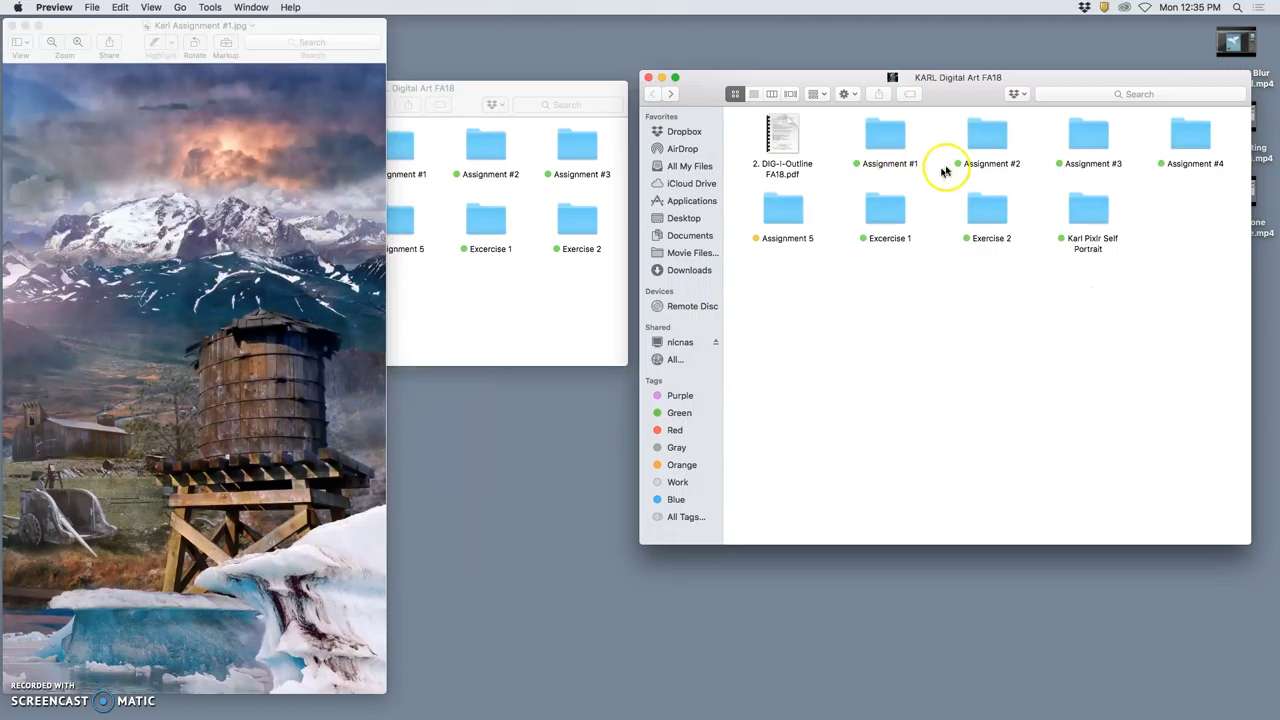 Preview File Edit View Go Tools Window Help
Mon 12:35 PM
Karl Assignment #1.jpg
Search
View Zoom Share Highlight Rotate Markup Search
Digital Art FA18
Search
gnment #1 Assignment #2 Assignment #3
gnment 5 Excercise 1 Exercise 2
KARL Digital Art FA18
Search
Favorites
Dropbox
AirDrop
All My Files
iCloud Drive
Applications
Desktop
Documents
Movie Files...
Downloads
Devices
Remote Disc
Shared
nlcnas
All...
Tags
Purple
Green
Red
Gray
Orange
Work
Blue
All Tags...
2. DIG-i-Outline
FA18.pdf
Assignment #1
Assignment #2
Assignment #3
Assignment #4
Assignment 5
Excercise 1
Exercise 2
Karl Pixlr Self
Portrait
Blur
.mp4
ting
.mp4
one
e.mp4
RECORDED WITH
SCREENCAST MATIC